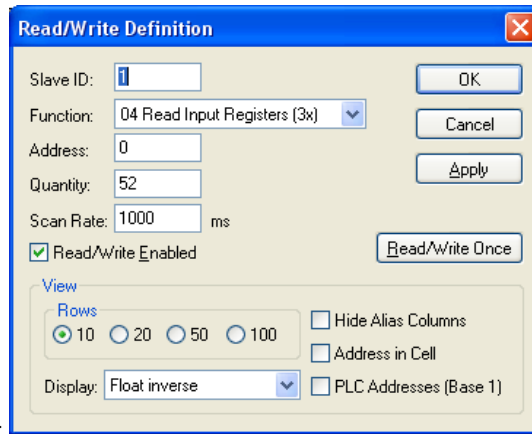 Read/Write Definition
Slave ID: 1
OK
Function: 04 Read Input Registers (3x)
Cancel
Address: 0
Apply
Quantity: 52
Scan Rate: 1000 ms
Read/Write Enabled
Read/Write Once
View
Rows
10 20 50 100
Hide Alias Columns
Address in Cell
Display: Float inverse
PLC Addresses (Base 1)